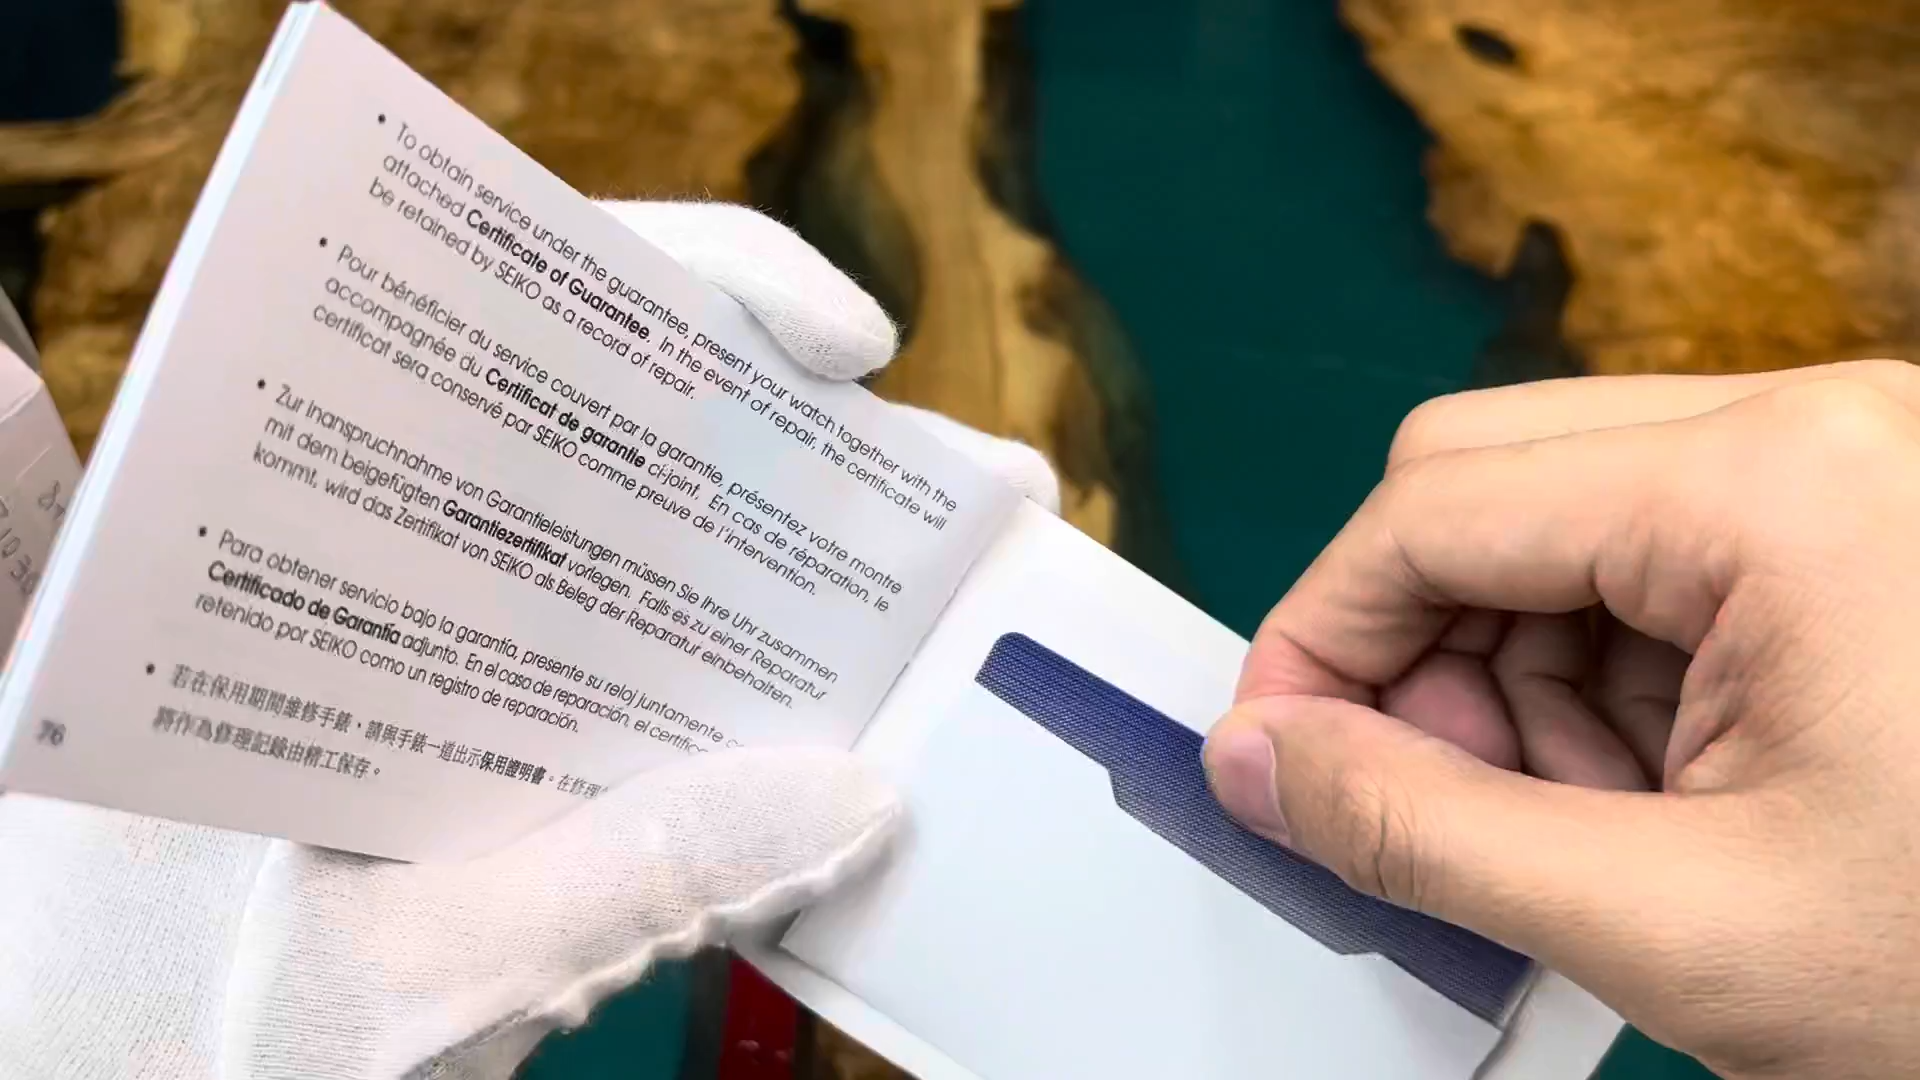 • To obtain service under the guarantee, present your watch together with the
attached Certificate of Guarantee. In the event of repair, the certificate will
be retained by SEIKO as a record of repair.
• Pour bénéficier du service couvert par la garantie, présentez votre montre
accompagnée du Certificat de garantie ci-joint. En cas de réparation, le
certificat sera conservé par SEIKO comme preuve de l'intervention.
• Zur Inanspruchnahme von Garantieleistungen müssen Sie Ihre Uhr zusammen
mit dem beigefügten Garantiezertifikat vorlegen. Falls es zu einer Reparatur
kommt, wird das Zertifikat von SEIKO als Beleg der Reparatur einbehalten.
• Para obtener servicio bajo la garantía, presente su reloj juntamente
Certificado de Garantía adjunto. En el caso de reparación, el certific
retenido por SEIKO como un registro de reparación.
• 若在保用期間維修手錶，請與手錶一道出示保用證明書。在修理
將作為修理記錄由精工保存。
76